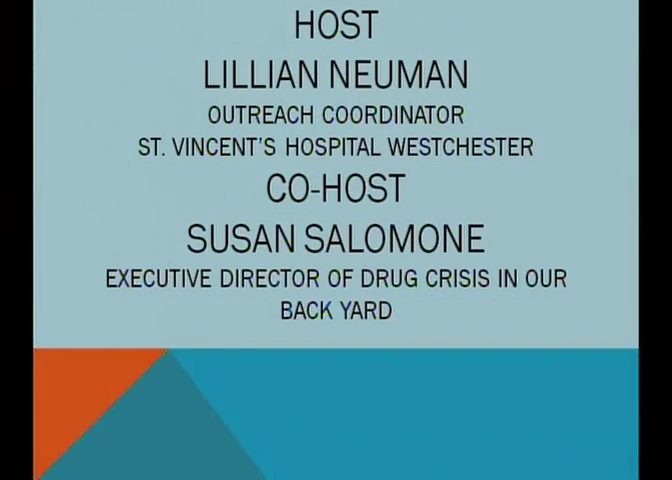 HOST
LILLIAN NEUMAN
OUTREACH COORDINATOR
ST. VINCENT'S HOSPITAL WESTCHESTER
CO-HOST
SUSAN SALOMONE
EXECUTIVE DIRECTOR OF DRUG CRISIS IN OUR
BACK YARD